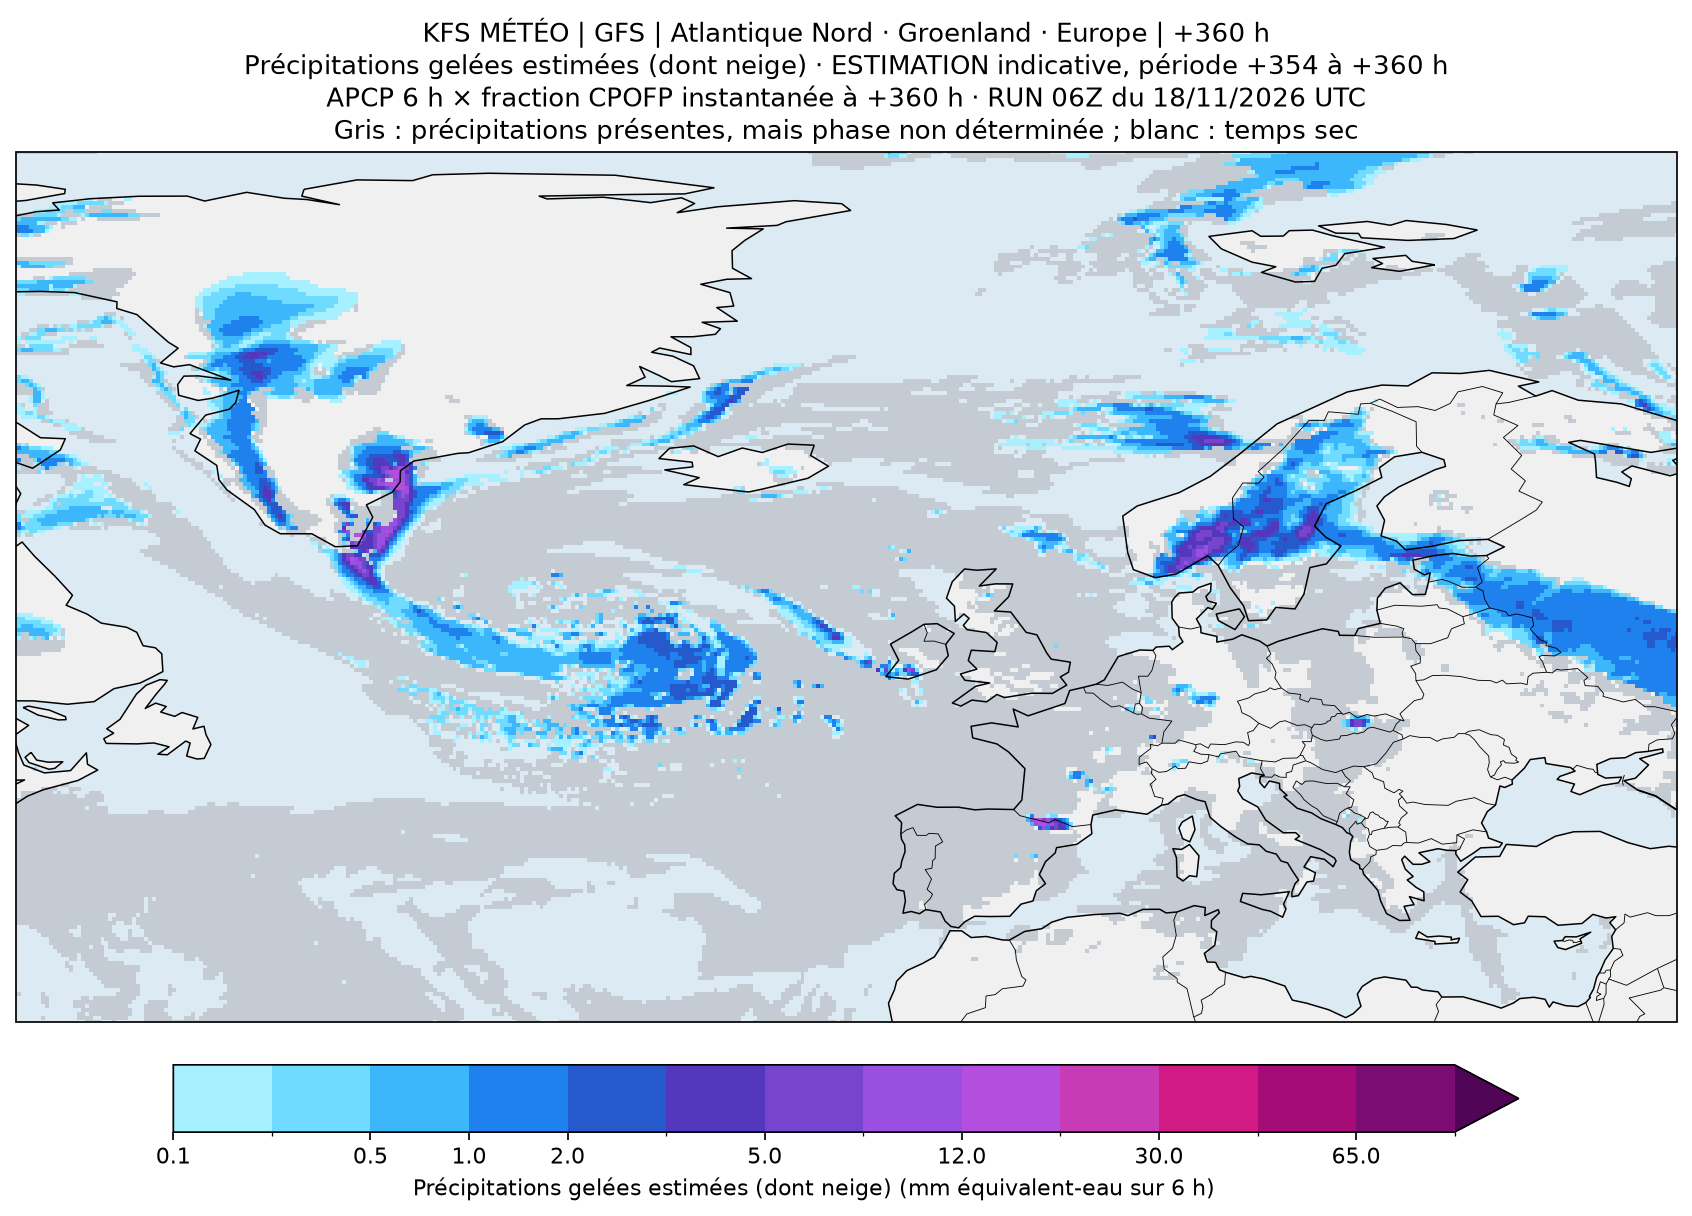 KFS MÉTÉO | GFS | Atlantique Nord · Groenland · Europe | +360 h
Précipitations gelées estimées (dont neige) · ESTIMATION indicative, période +354 à +360 h
APCP 6 h × fraction CPOFP instantanée à +360 h · RUN 06Z du 18/11/2026 UTC
Gris : précipitations présentes, mais phase non déterminée ; blanc : temps sec
0.1 0.5 1.0 2.0 5.0 12.0 30.0 65.0
Précipitations gelées estimées (dont neige) (mm équivalent-eau sur 6 h)